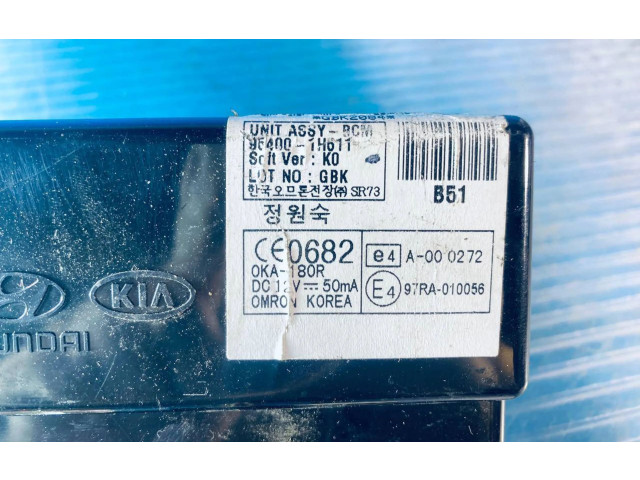 UNIT ASSY-BCM
95400-1H611
Soft Ver : K0
LOT NO : GBK
한국오므론전장(주) SIR73
B51
정원숙
CE0682
e4 A-00 0272
OKA-180R
DC 12V 50mA
E4 97RA-010056
OMRON KOREA
KIA
HYUNDAI